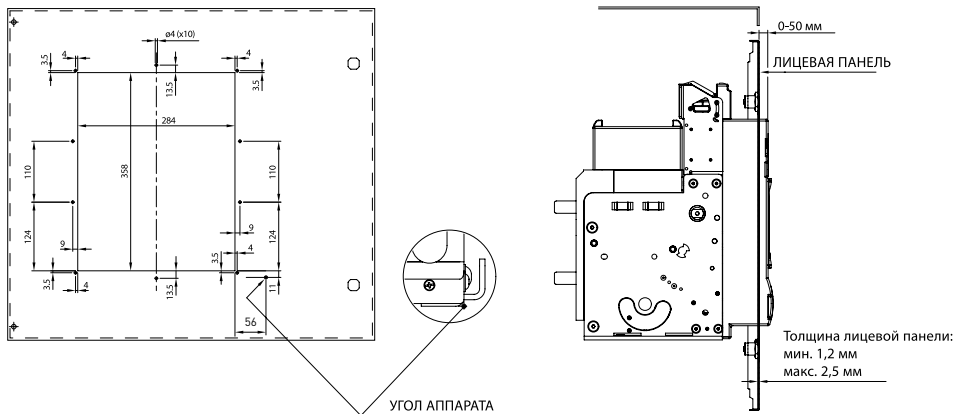 ø4 (x10)
4
4
3.5
3.5
13.5
284
110
358
110
124
124
9
9
4
3.5
3.5
4
13.5
11
56
УГОЛ АППАРАТА
0-50 мм
ЛИЦЕВАЯ ПАНЕЛЬ
Толщина лицевой панели:
мин. 1,2 мм
макс. 2,5 мм